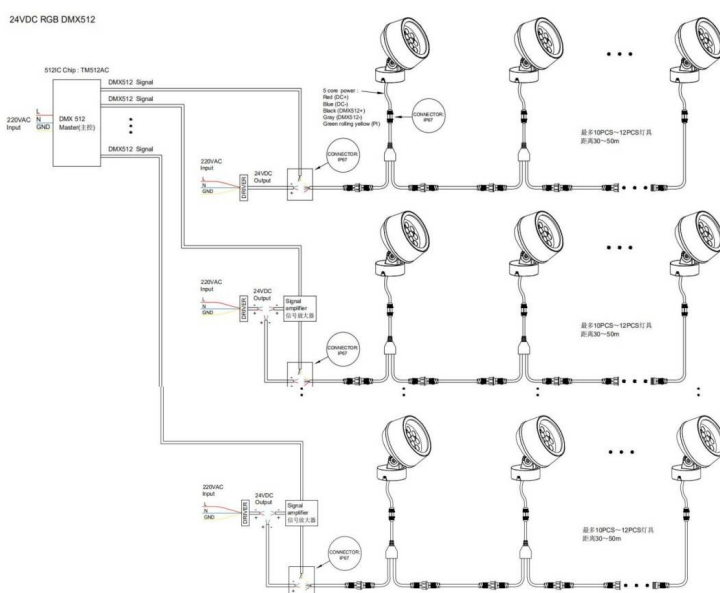 24VDC RGB DMX512
512IC Chip : TM512AC
220VAC
Input
L
N
GND
DMX 512
Master(主控)
DMX512 Signal
DMX512 Signal
DMX512 Signal
5 core power :
Red (DC+)
Blue (DC-)
Black (DMX512+)
Gray (DMX512-)
Green rolling yellow (PI)
CONNECTOR:
IP67
CONNECTOR:
IP67
220VAC
Input
L
N
GND
DRIVER
24VDC
Output
- +
最多10PCS～12PCS灯具
距离30～50m
220VAC
Input
L
N
GND
DRIVER
24VDC
Output
Signal
amplifier
信号放大器
CONNECTOR:
IP67
最多10PCS～12PCS灯具
距离30～50m
220VAC
Input
L
N
GND
DRIVER
24VDC
Output
Signal
amplifier
信号放大器
CONNECTOR:
IP67
最多10PCS～12PCS灯具
距离30～50m